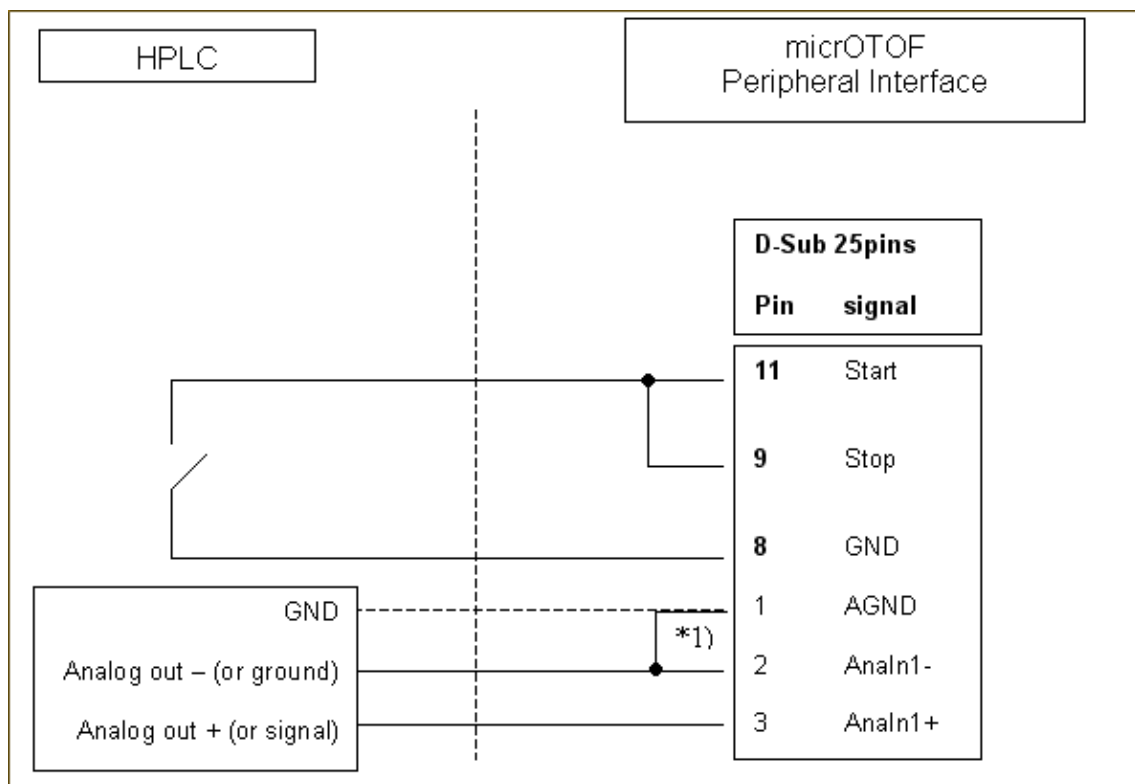 HPLC
micrOTOF
Peripheral Interface
D-Sub 25pins
Pin signal
11 Start
9 Stop
8 GND
GND 1 AGND
*1)
Analog out – (or ground) 2 AnaIn1-
Analog out + (or signal) 3 AnaIn1+